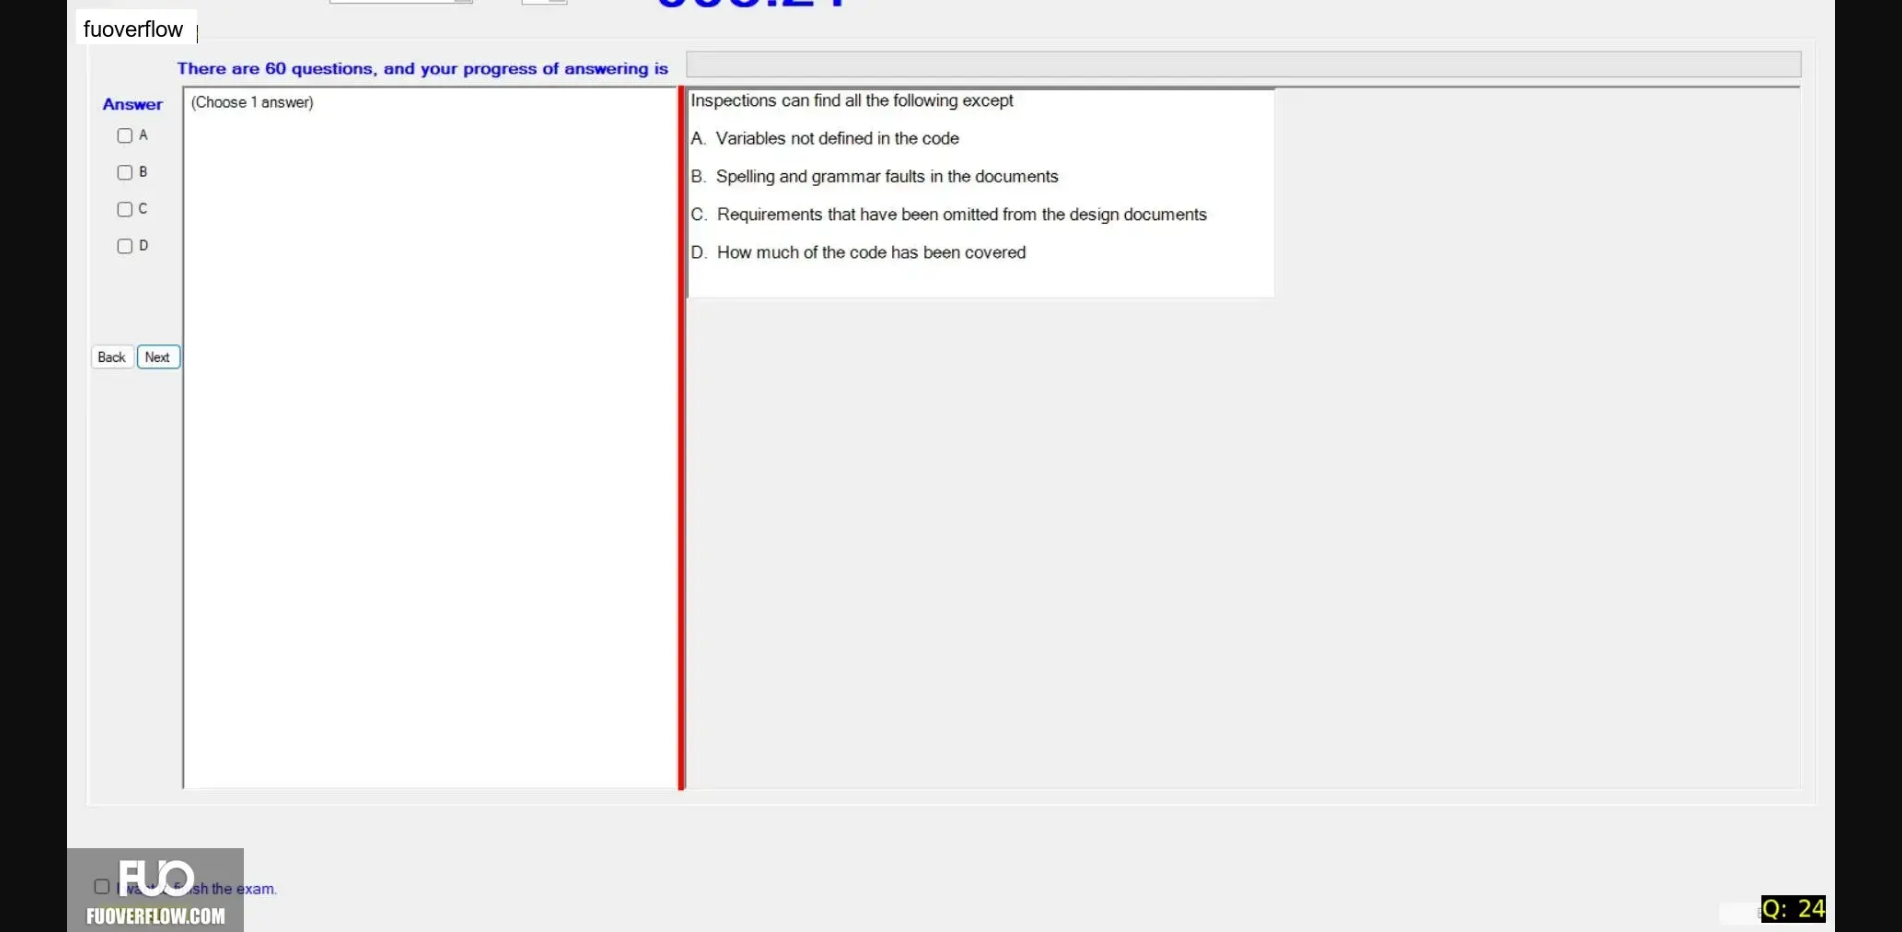 fuoverflow
There are 60 questions, and your progress of answering is
Answer
(Choose 1 answer)
A
B
C
D
Back
Next
Inspections can find all the following except
A. Variables not defined in the code
B. Spelling and grammar faults in the documents
C. Requirements that have been omitted from the design documents
D. How much of the code has been covered
FUO
the exam.
FUOVERFLOW.COM
Q: 24